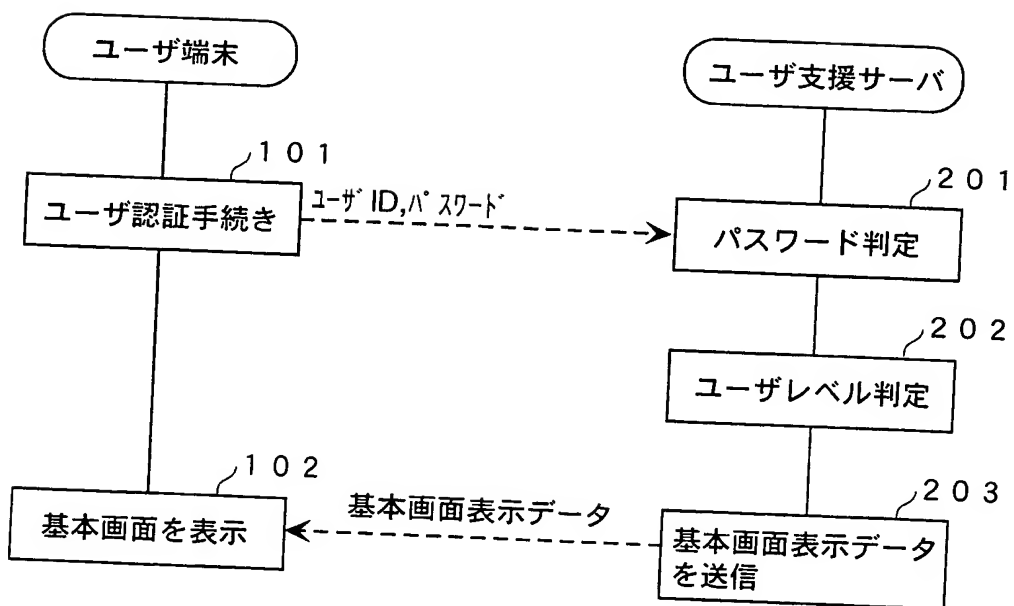 ユーザ端末
ユーザ支援サーバ
101
ユーザ認証手続き
ユーザID,パスワード
201
パスワード判定
202
ユーザレベル判定
102
基本画面を表示
基本画面表示データ
203
基本画面表示データ
を送信